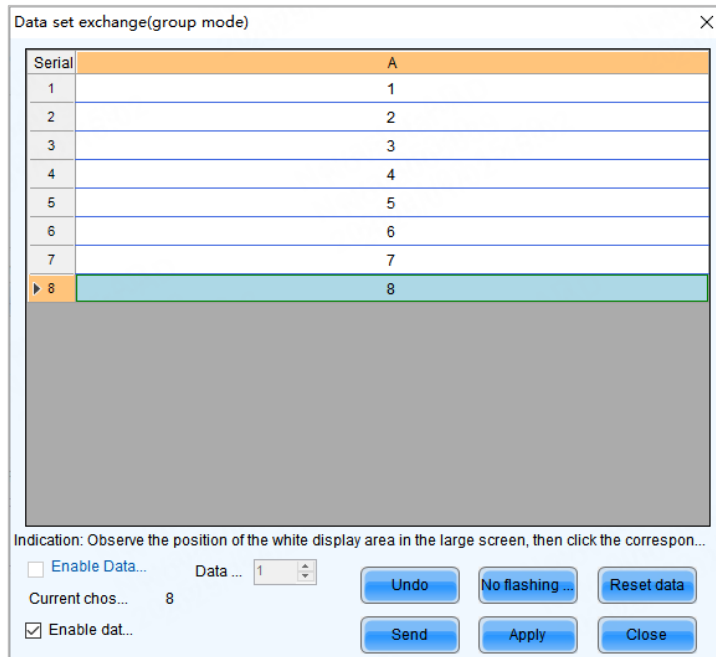 Data set exchange(group mode)
Serial A
1 1
2 2
3 3
4 4
5 5
6 6
7 7
8 8
Indication: Observe the position of the white display area in the large screen, then click the correspon...
Enable Data... Data ... 1
Undo No flashing ... Reset data
Current chos... 8
Enable dat...
Send Apply Close